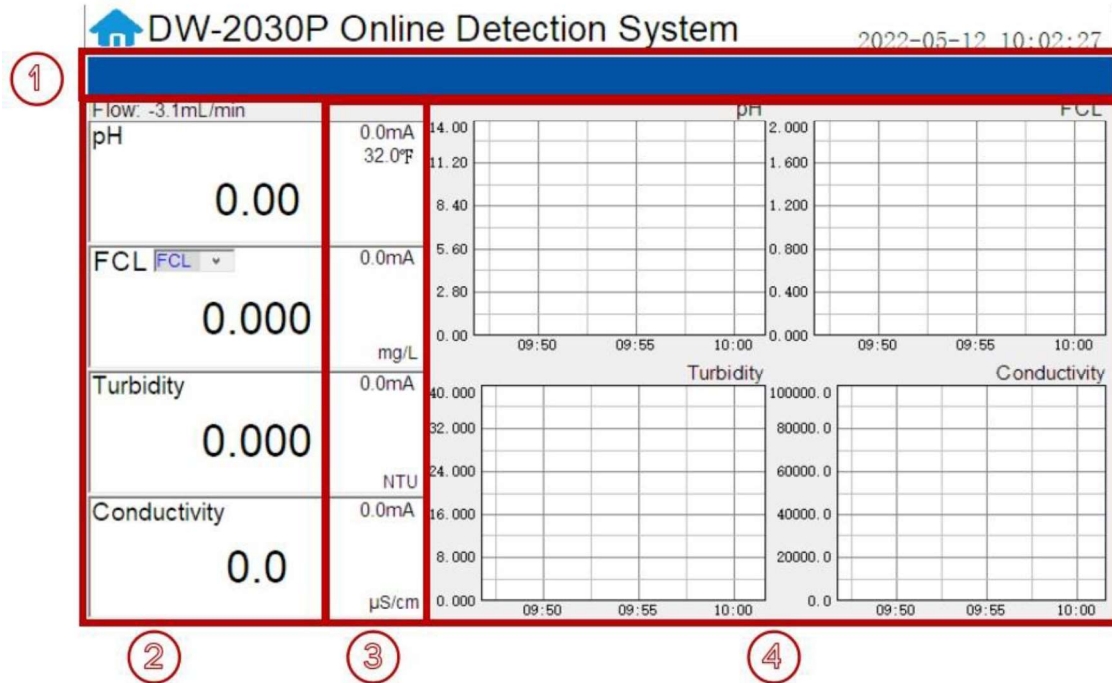 DW-2030P Online Detection System
2022-05-12 10:02:27
①
Flow: -3.1mL/min
pH
0.0mA
32.0°F
0.00
FCL FCL
0.0mA
0.000
mg/L
Turbidity
0.0mA
0.000
NTU
Conductivity
0.0mA
0.0
µS/cm
pH
14.00
11.20
8.40
5.60
2.80
0.00
09:50 09:55 10:00
FCL
2.000
1.600
1.200
0.800
0.400
0.000
09:50 09:55 10:00
Turbidity
40.000
32.000
24.000
16.000
8.000
0.000
09:50 09:55 10:00
Conductivity
100000.0
80000.0
60000.0
40000.0
20000.0
0.0
09:50 09:55 10:00
② ③ ④